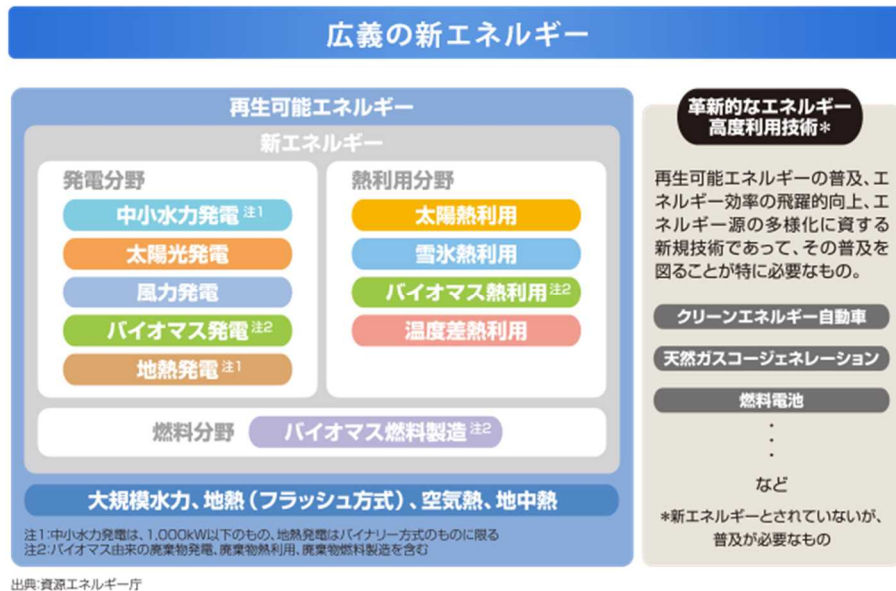 広義の新エネルギー
再生可能エネルギー
新エネルギー
発電分野
中小水力発電 注1
太陽光発電
風力発電
バイオマス発電 注2
地熱発電 注1
熱利用分野
太陽熱利用
雪氷熱利用
バイオマス熱利用 注2
温度差熱利用
燃料分野 バイオマス燃料製造 注2
大規模水力、地熱(フラッシュ方式)、空気熱、地中熱
注1:中小水力発電は、1,000kW以下のもの、地熱発電はバイナリー方式のものに限る
注2:バイオマス由来の廃棄物発電、廃棄物熱利用、廃棄物燃料製造を含む
革新的なエネルギー
高度利用技術*
再生可能エネルギーの普及、エ
ネルギー効率の飛躍的向上、エ
ネルギー源の多様化に資する
新規技術であって、その普及を
図ることが特に必要なもの。
クリーンエネルギー自動車
天然ガスコージェネレーション
燃料電池
・
・
・
など
*新エネルギーとされていないが、
普及が必要なもの
出典:資源エネルギー庁